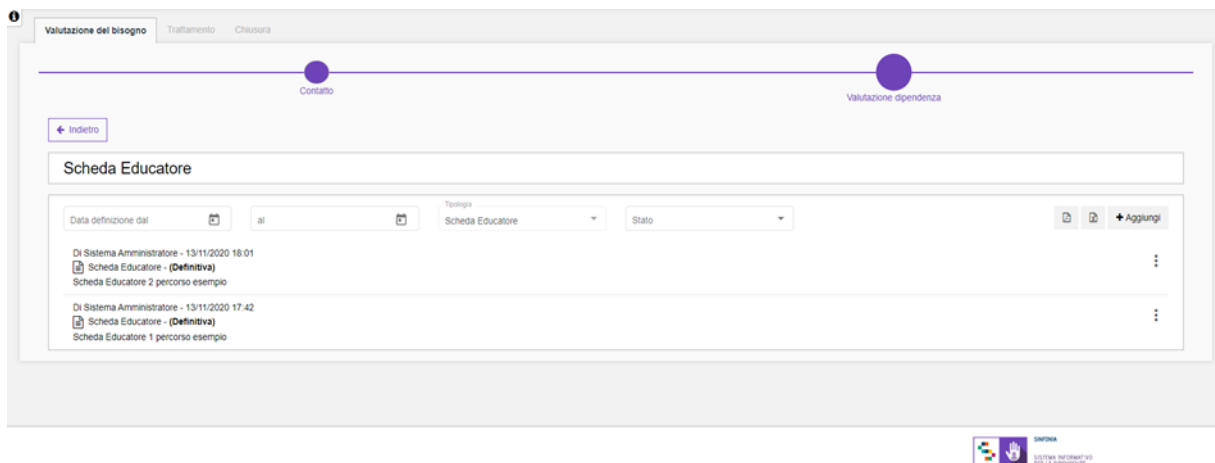 Valutazione del bisogno Trattamento Chiusura
Contatto
Valutazione dipendenza
Indietro
Scheda Educatore
Data definizione dal
al
Tipologia
Scheda Educatore
Stato
Aggiungi
Di Sistema Amministratore - 13/11/2020 18:01
Scheda Educatore - (Definitiva)
Scheda Educatore 2 percorso esempio
Di Sistema Amministratore - 13/11/2020 17:42
Scheda Educatore - (Definitiva)
Scheda Educatore 1 percorso esempio
SINFONIA
SISTEMA INFORMATIVO
DELLE DIPENDENZE